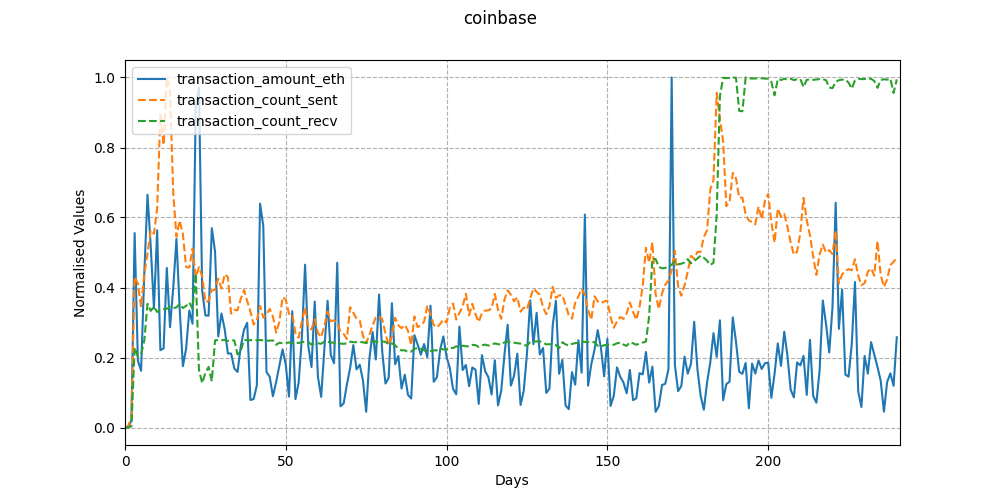 coinbase
transaction_amount_eth
transaction_count_sent
transaction_count_recv
Normalised Values
1.0
0.8
0.6
0.4
0.2
0.0
0
50
100
150
200
Days